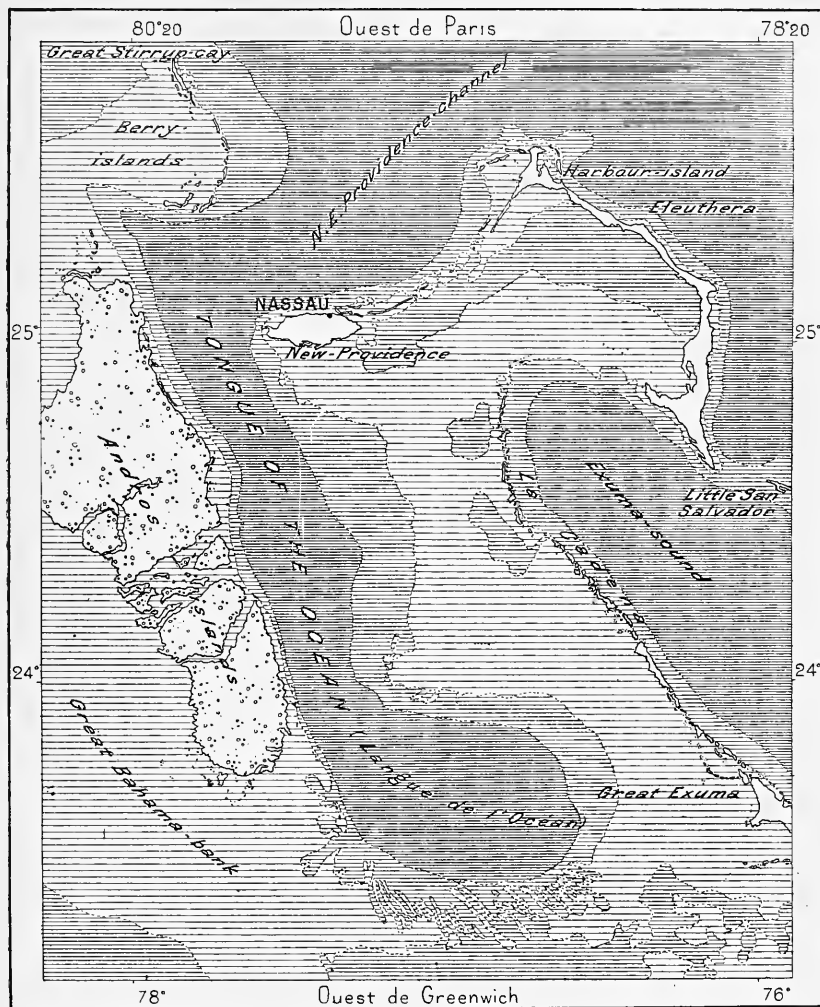 80°20 Ouest de Paris 78°20
Great Stirrup-cay
Berry-
islands
N.E. Providence-channel
Harbour-island
Eleuthera
NASSAU
25° 25°
New-Providence
TONGUE OF THE OCEAN (Langue de l'Océan)
Andros
Islands
La Cadena
Exuma-sound
Little San
Salvador
24° 24°
Great Bahama-bank
Great Exuma
78° Ouest de Greenwich 76°